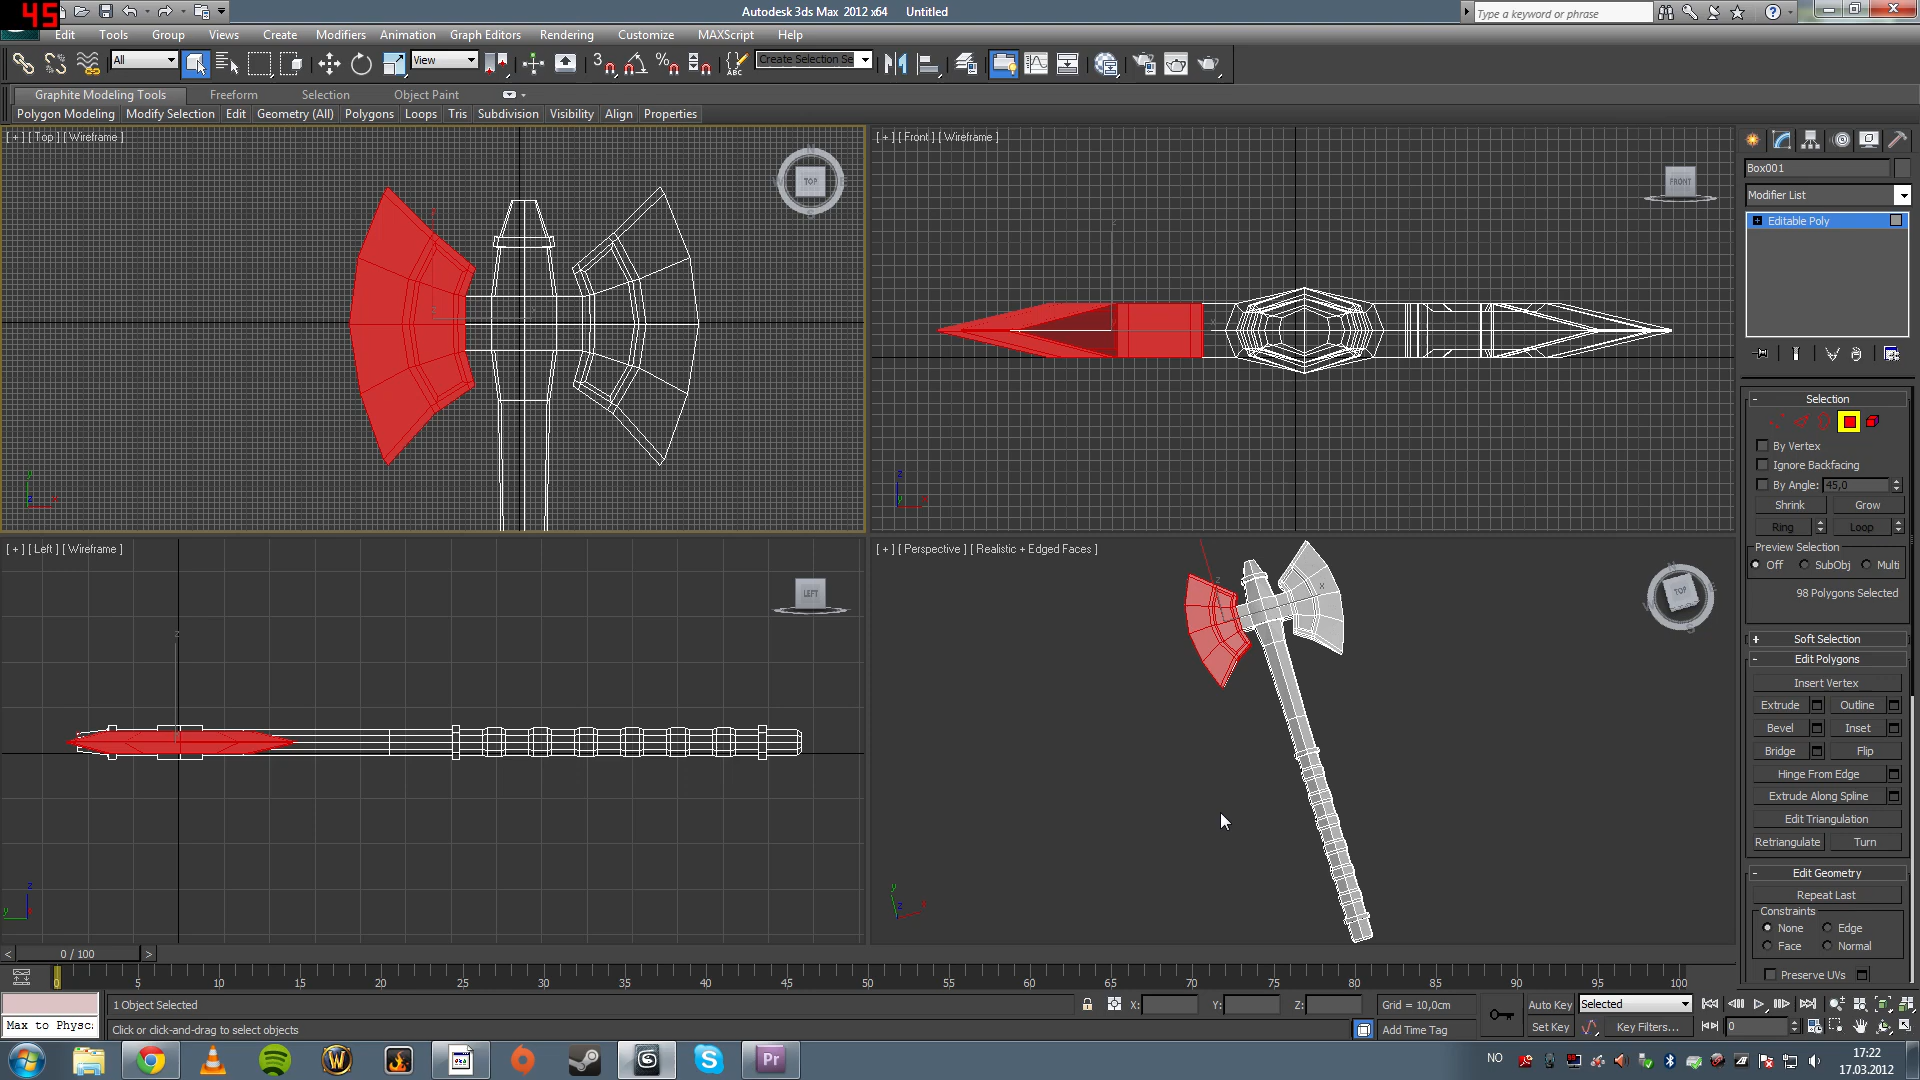 45
Autodesk 3ds Max 2012 x64 Untitled
Type a keyword or phrase
Edit Tools Group Views Create Modifiers Animation Graph Editors Rendering Customize MAXScript Help
All View 3 Create Selection Se
Graphite Modeling Tools Freeform Selection Object Paint
Polygon Modeling Modify Selection Edit Geometry (All) Polygons Loops Tris Subdivision Visibility Align Properties
[ + ] [ Top ] [ Wireframe ]
TOP
[ + ] [ Front ] [ Wireframe ]
FRONT
[ + ] [ Left ] [ Wireframe ]
LEFT
[ + ] [ Perspective ] [ Realistic + Edged Faces ]
TOP
Box001
Modifier List
Editable Poly
Selection
By Vertex
Ignore Backfacing
By Angle: 45,0
Shrink Grow
Ring Loop
Preview Selection
Off SubObj Multi
98 Polygons Selected
Soft Selection
Edit Polygons
Insert Vertex
Extrude Outline
Bevel Inset
Bridge Flip
Hinge From Edge
Extrude Along Spline
Edit Triangulation
Retriangulate Turn
Edit Geometry
Repeat Last
Constraints
None Edge
Face Normal
Preserve UVs
< 0 / 100 >
0 5 10 15 20 25 30 35 40 45 50 55 60 65 70 75 80 85 90 95 100
1 Object Selected X: Y: Z: Grid = 10,0cm Auto Key Selected
Max to Physc: Click or click-and-drag to select objects Add Time Tag Set Key Key Filters... 0
NO 17:22
17.03.2012